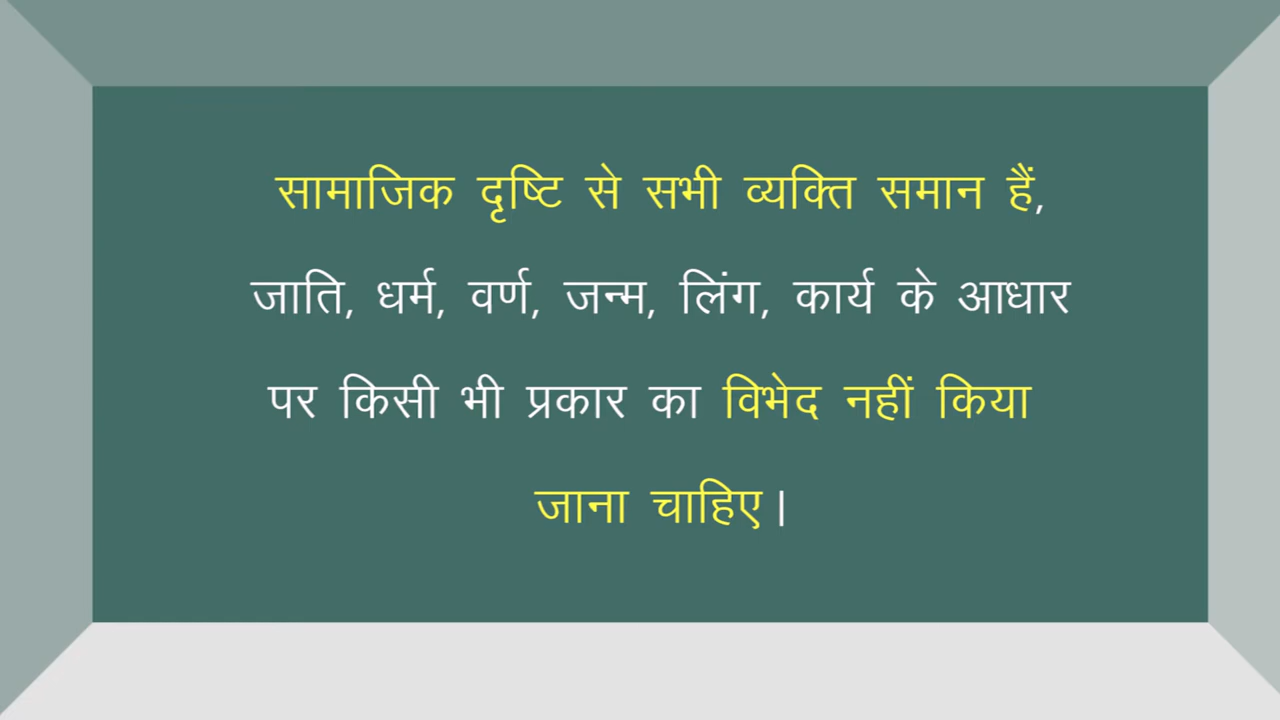 सामाजिक दृष्टि से सभी व्यक्ति समान हैं,
जाति, धर्म, वर्ण, जन्म, लिंग, कार्य के आधार
पर किसी भी प्रकार का विभेद नहीं किया
जाना चाहिए।